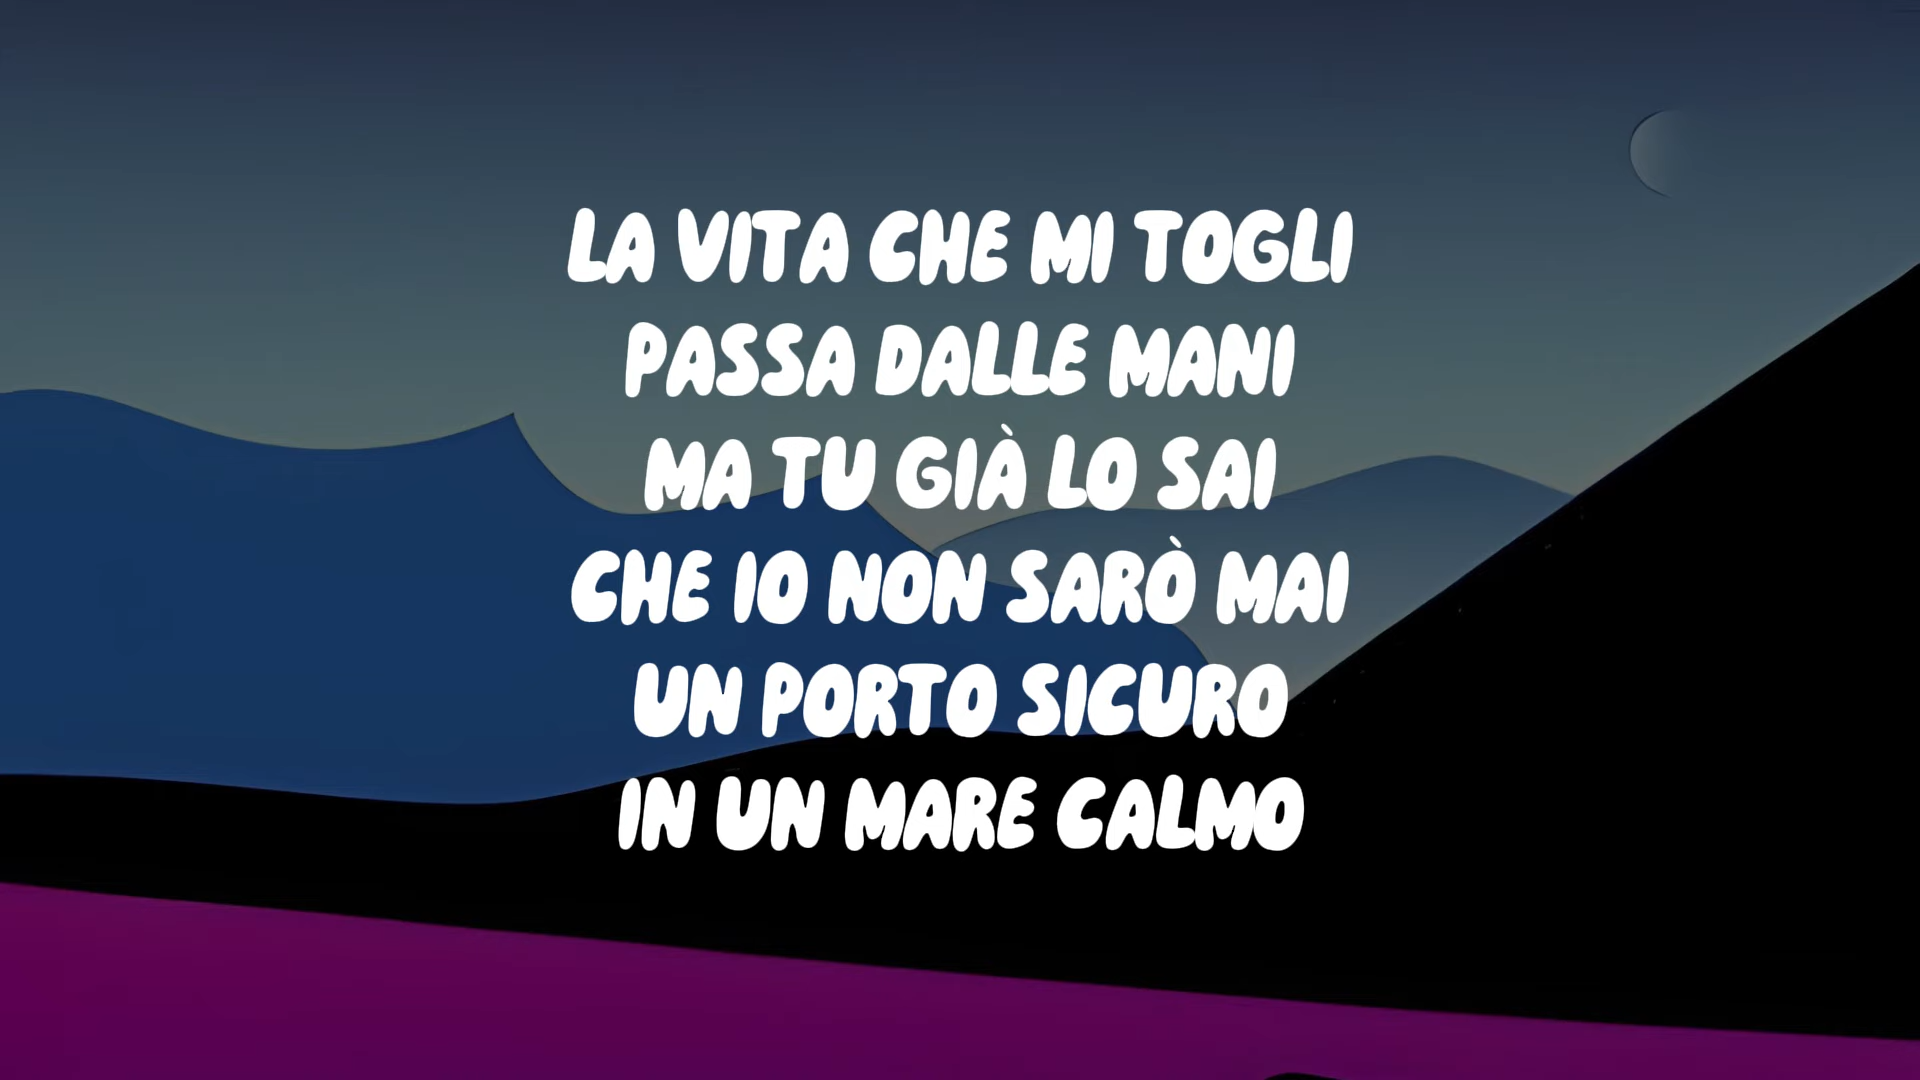 LA VITA CHE MI TOGLI
PASSA DALLE MANI
MA TU GIÀ LO SAI
CHE IO NON SARÒ MAI
UN PORTO SICURO
IN UN MARE CALMO